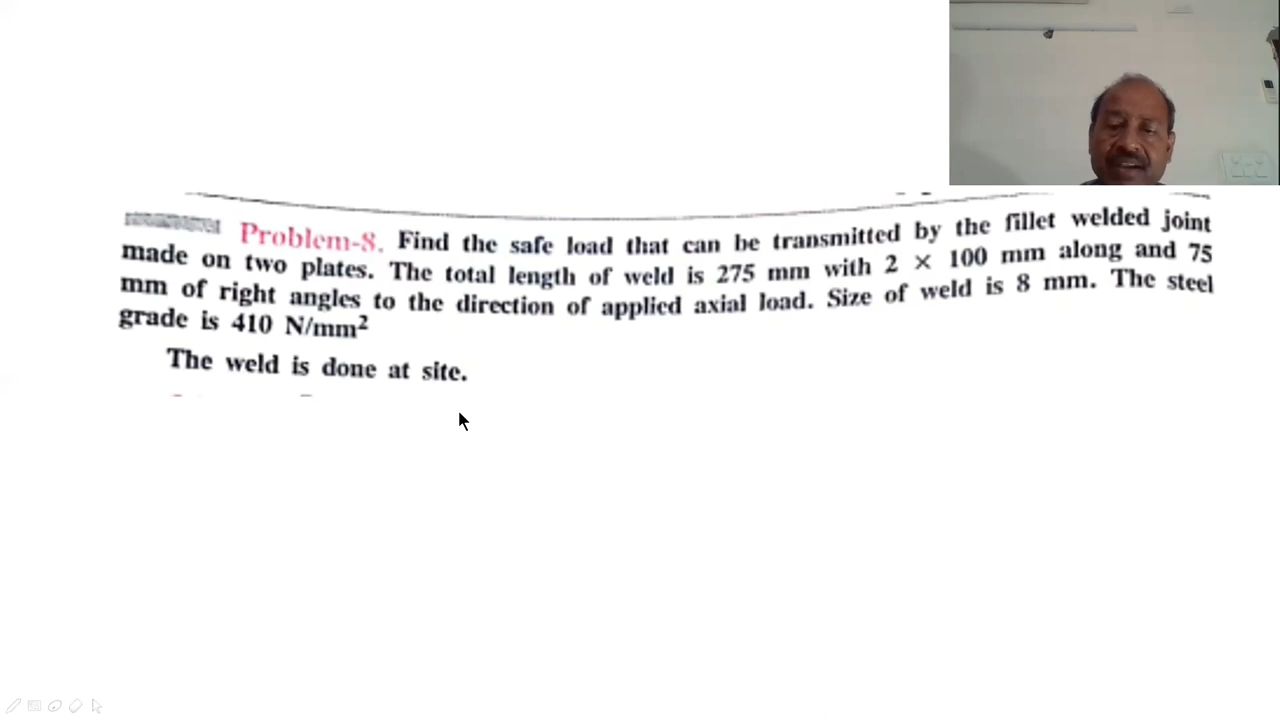 Problem-8. Find the safe load that can be transmitted by the fillet welded joint
made on two plates. The total length of weld is 275 mm with 2 × 100 mm along and 75
mm of right angles to the direction of applied axial load. Size of weld is 8 mm. The steel
grade is 410 N/mm²
The weld is done at site.